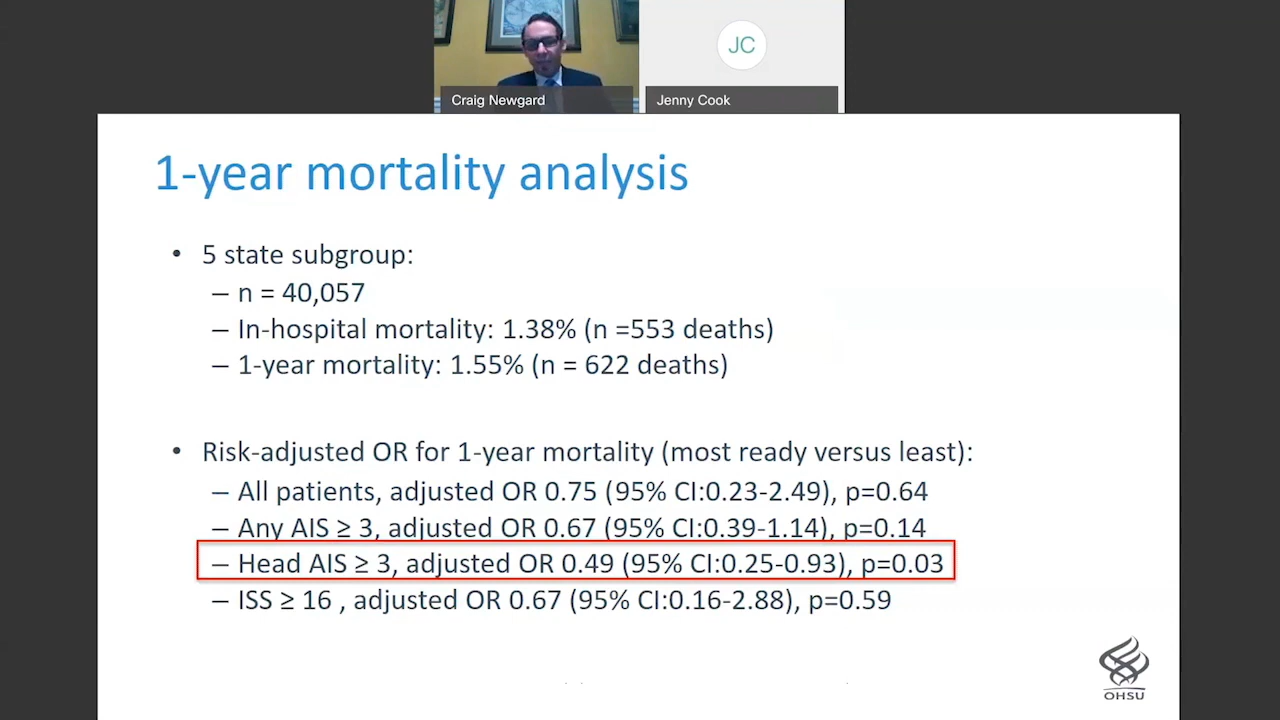 JC
Craig Newgard
Jenny Cook
1-year mortality analysis
• 5 state subgroup:
– n = 40,057
– In-hospital mortality: 1.38% (n =553 deaths)
– 1-year mortality: 1.55% (n = 622 deaths)
• Risk-adjusted OR for 1-year mortality (most ready versus least):
– All patients, adjusted OR 0.75 (95% CI:0.23-2.49), p=0.64
– Any AIS ≥ 3, adjusted OR 0.67 (95% CI:0.39-1.14), p=0.14
– Head AIS ≥ 3, adjusted OR 0.49 (95% CI:0.25-0.93), p=0.03
– ISS ≥ 16 , adjusted OR 0.67 (95% CI:0.16-2.88), p=0.59
OHSU